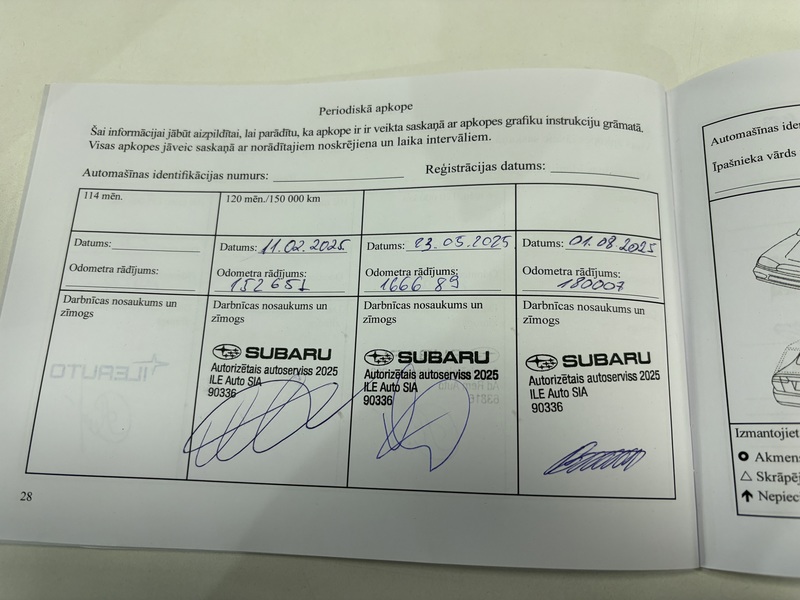 Periodiskā apkope
Šai informācijai jābūt aizpildītai, lai parādītu, ka apkope ir ir veikta saskaņā ar apkopes grafiku instrukciju grāmatā.
Visas apkopes jāveic saskaņā ar norādītajiem noskrējiena un laika intervāliem.
Automašīnas identifikācijas numurs:
Reģistrācijas datums:
114 mēn.
120 mēn./150 000 km
Datums:
Datums: 11.02.2025
Datums: 23.05.2025
Datums: 01.08.2025
Odometra rādījums:
Odometra rādījums:
152651
Odometra rādījums:
166689
Odometra rādījums:
180007
Darbnīcas nosaukums un
zīmogs
Darbnīcas nosaukums un
zīmogs
SUBARU
Autorizētais autoserviss 2025
ILE Auto SIA
90336
Darbnīcas nosaukums un
zīmogs
SUBARU
Autorizētais autoserviss 2025
ILE Auto SIA
90336
Darbnīcas nosaukums un
zīmogs
SUBARU
Autorizētais autoserviss 2025
ILE Auto SIA
90336
28
Automašīnas
Īpašnieka vārds
Izmantojiet